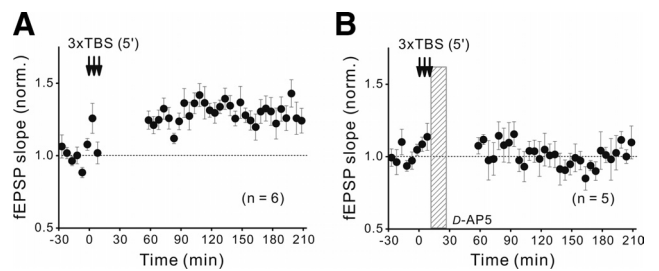 A
3xTBS (5')
fEPSP slope (norm.)
1.5
1.0
0.5
(n = 6)
-30 0 30 60 90 120 150 180 210
Time (min)
B
3xTBS (5')
fEPSP slope (norm.)
1.5
1.0
0.5
D-AP5
(n = 5)
-30 0 30 60 90 120 150 180 210
Time (min)